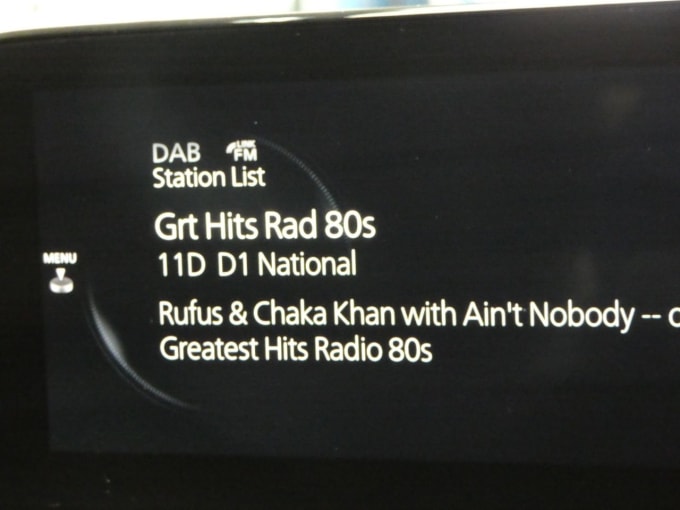 DAB LINK FM
Station List
Grt Hits Rad 80s
11D D1 National
MENU
Rufus & Chaka Khan with Ain't Nobody -- c
Greatest Hits Radio 80s